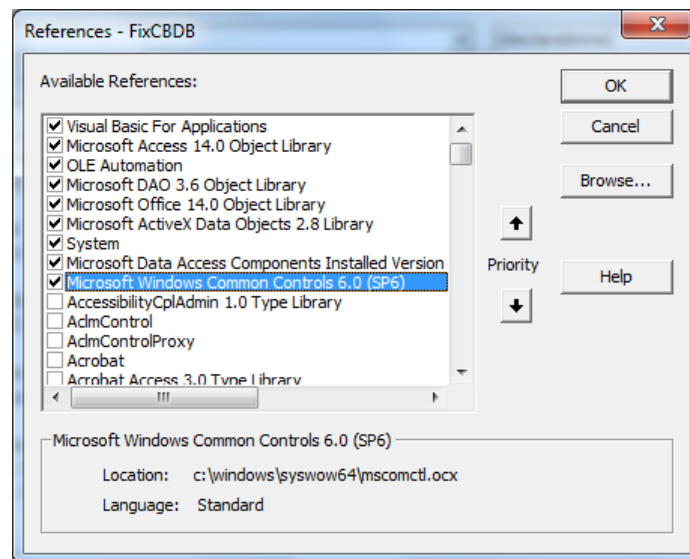 References - FixCBDB
Available References:
Visual Basic For Applications
Microsoft Access 14.0 Object Library
OLE Automation
Microsoft DAO 3.6 Object Library
Microsoft Office 14.0 Object Library
Microsoft ActiveX Data Objects 2.8 Library
System
Microsoft Data Access Components Installed Version
Microsoft Windows Common Controls 6.0 (SP6)
AccessibilityCplAdmin 1.0 Type Library
AcmControl
AdmControlProxy
Acrobat
Acrobat Access 3.0 Type Library
OK
Cancel
Browse...
Priority
Help
Microsoft Windows Common Controls 6.0 (SP6)
Location: c:\windows\syswow64\mscomctl.ocx
Language: Standard